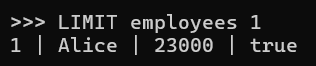 >>> LIMIT employees 1
1 | Alice | 23000 | true